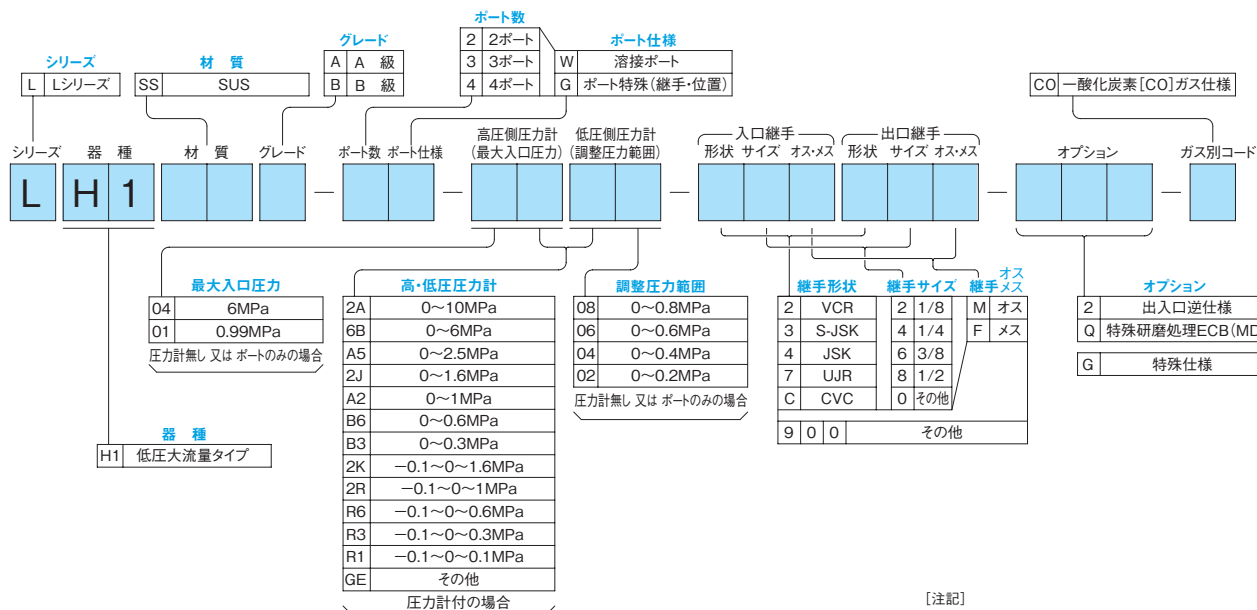 ポート数
2 2ポート
3 3ポート
4 4ポート
ポート仕様
W 溶接ポート
G ポート特殊(継手・位置)
グレード
A A 級
B B 級
シリーズ
L Lシリーズ
材 質
SS SUS
CO 一酸化炭素[CO]ガス仕様
シリーズ 器 種 材 質 グレード ポート数 ポート仕様
高圧側圧力計
(最大入口圧力)
低圧側圧力計
(調整圧力範囲)
入口継手
形状 サイズ オス・メス
出口継手
形状 サイズ オス・メス
オプション
ガス別コード
L H 1
最大入口圧力
04 6MPa
01 0.99MPa
圧力計無し 又は ポートのみの場合
器 種
H1 低圧大流量タイプ
高・低圧圧力計
2A 0〜10MPa
6B 0〜6MPa
A5 0〜2.5MPa
2J 0〜1.6MPa
A2 0〜1MPa
B6 0〜0.6MPa
B3 0〜0.3MPa
2K −0.1〜0〜1.6MPa
2R −0.1〜0〜1MPa
R6 −0.1〜0〜0.6MPa
R3 −0.1〜0〜0.3MPa
R1 −0.1〜0〜0.1MPa
GE その他
圧力計付の場合
調整圧力範囲
08 0〜0.8MPa
06 0〜0.6MPa
04 0〜0.4MPa
02 0〜0.2MPa
圧力計無し 又は ポートのみの場合
継手形状
2 VCR
3 S-JSK
4 JSK
7 UJR
C CVC
継手サイズ
2 1/8
4 1/4
6 3/8
8 1/2
0 その他
継手 オス メス
M オス
F メス
9 0 0 その他
オプション
2 出入口逆仕様
Q 特殊研磨処理ECB(MD
G 特殊仕様
[注記]